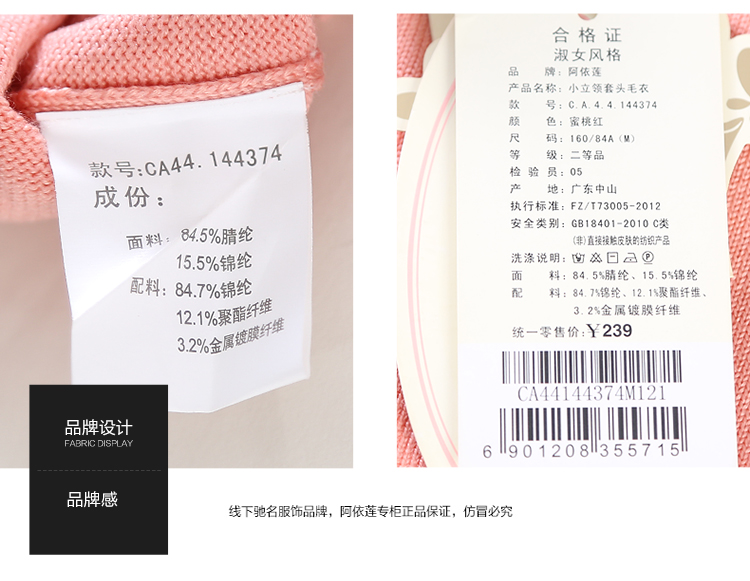 款号:CA44.144374
成份:
面料: 84.5%腈纶
15.5%锦纶
配料: 84.7%锦纶
12.1%聚酯纤维
3.2%金属镀膜纤维
合格证
淑女风格
品 牌: 阿依莲
产品名称: 小立领套头毛衣
款 号: C.A.4.4.144374
颜 色: 蜜桃红
尺 码: 160/84A(M)
等 级: 二等品
检 验 员: 05
产 地: 广东中山
执行标准: FZ/T73005-2012
安全类别: GB18401-2010 C类
(非)直接接触皮肤的纺织产品
洗涤说明:
面 料: 84.5%腈纶、15.5%锦纶
配 料: 84.7%锦纶、12.1%聚酯纤维、
3.2%金属镀膜纤维
统一零售价: ¥239
CA44144374M121
6 901208 355715
品牌设计
FABRIC DISPLAY
品牌感
线下驰名服饰品牌，阿依莲专柜正品保证，仿冒必究